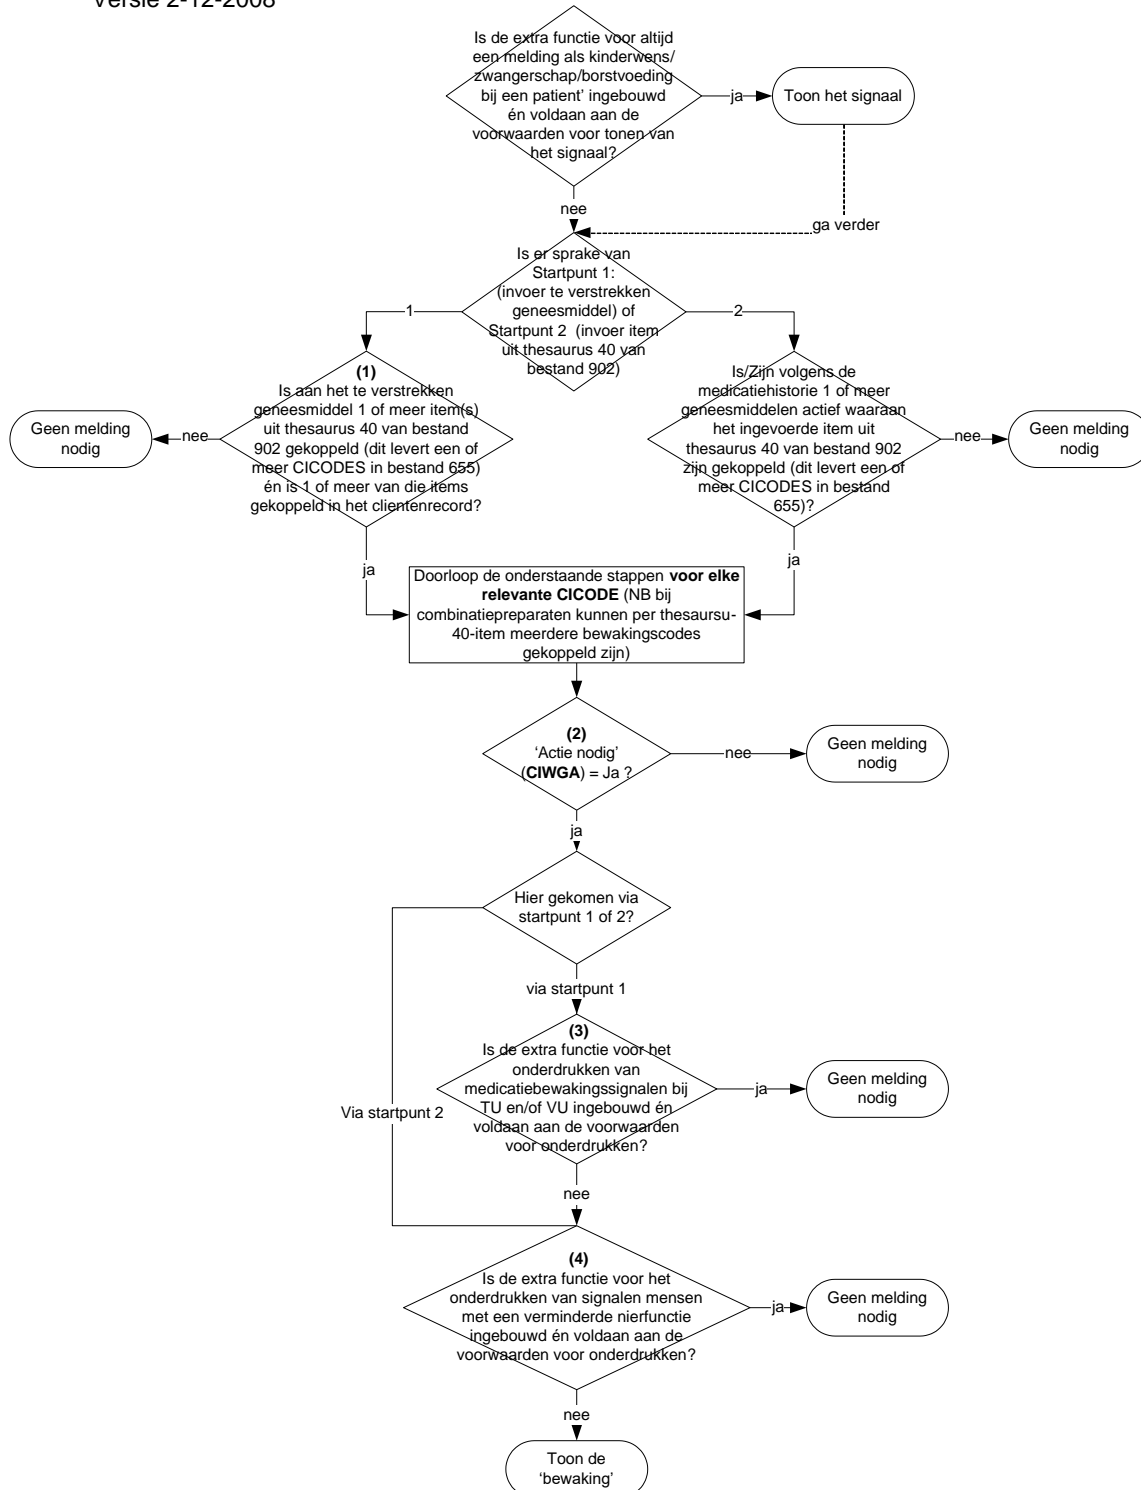 Versie 2-12-2008
Is de extra functie voor altijd
een melding als kinderwens/
zwangerschap/borstvoeding
bij een patient' ingebouwd
én voldaan aan de
voorwaarden voor tonen van
het signaal?
ja
Toon het signaal
nee
ga verder
Is er sprake van
Startpunt 1:
(invoer te verstrekken
geneesmiddel) of
Startpunt 2 (invoer item
uit thesaurus 40 van
bestand 902)
1
2
(1)
Is aan het te verstrekken
geneesmiddel 1 of meer item(s)
uit thesaurus 40 van bestand
902 gekoppeld (dit levert een of
meer CICODES in bestand 655)
én is 1 of meer van die items
gekoppeld in het clientenrecord?
nee
Geen melding
nodig
Is/Zijn volgens de
medicatiehistorie 1 of meer
geneesmiddelen actief waaraan
het ingevoerde item uit
thesaurus 40 van bestand 902
zijn gekoppeld (dit levert een of
meer CICODES in bestand
655)?
nee
Geen melding
nodig
ja
ja
Doorloop de onderstaande stappen voor elke
relevante CICODE (NB bij
combinatiepreparaten kunnen per thesaursu-
40-item meerdere bewakingscodes
gekoppeld zijn)
(2)
'Actie nodig'
(CIWGA) = Ja ?
nee
Geen melding
nodig
ja
Hier gekomen via
startpunt 1 of 2?
via startpunt 1
Via startpunt 2
(3)
Is de extra functie voor het
onderdrukken van
medicatiebewakingssignalen bij
TU en/of VU ingebouwd én
voldaan aan de voorwaarden
voor onderdrukken?
ja
Geen melding
nodig
nee
(4)
Is de extra functie voor het
onderdrukken van signalen mensen
met een verminderde nierfunctie
ingebouwd én voldaan aan de
voorwaarden voor onderdrukken?
ja
Geen melding
nodig
nee
Toon de
'bewaking'